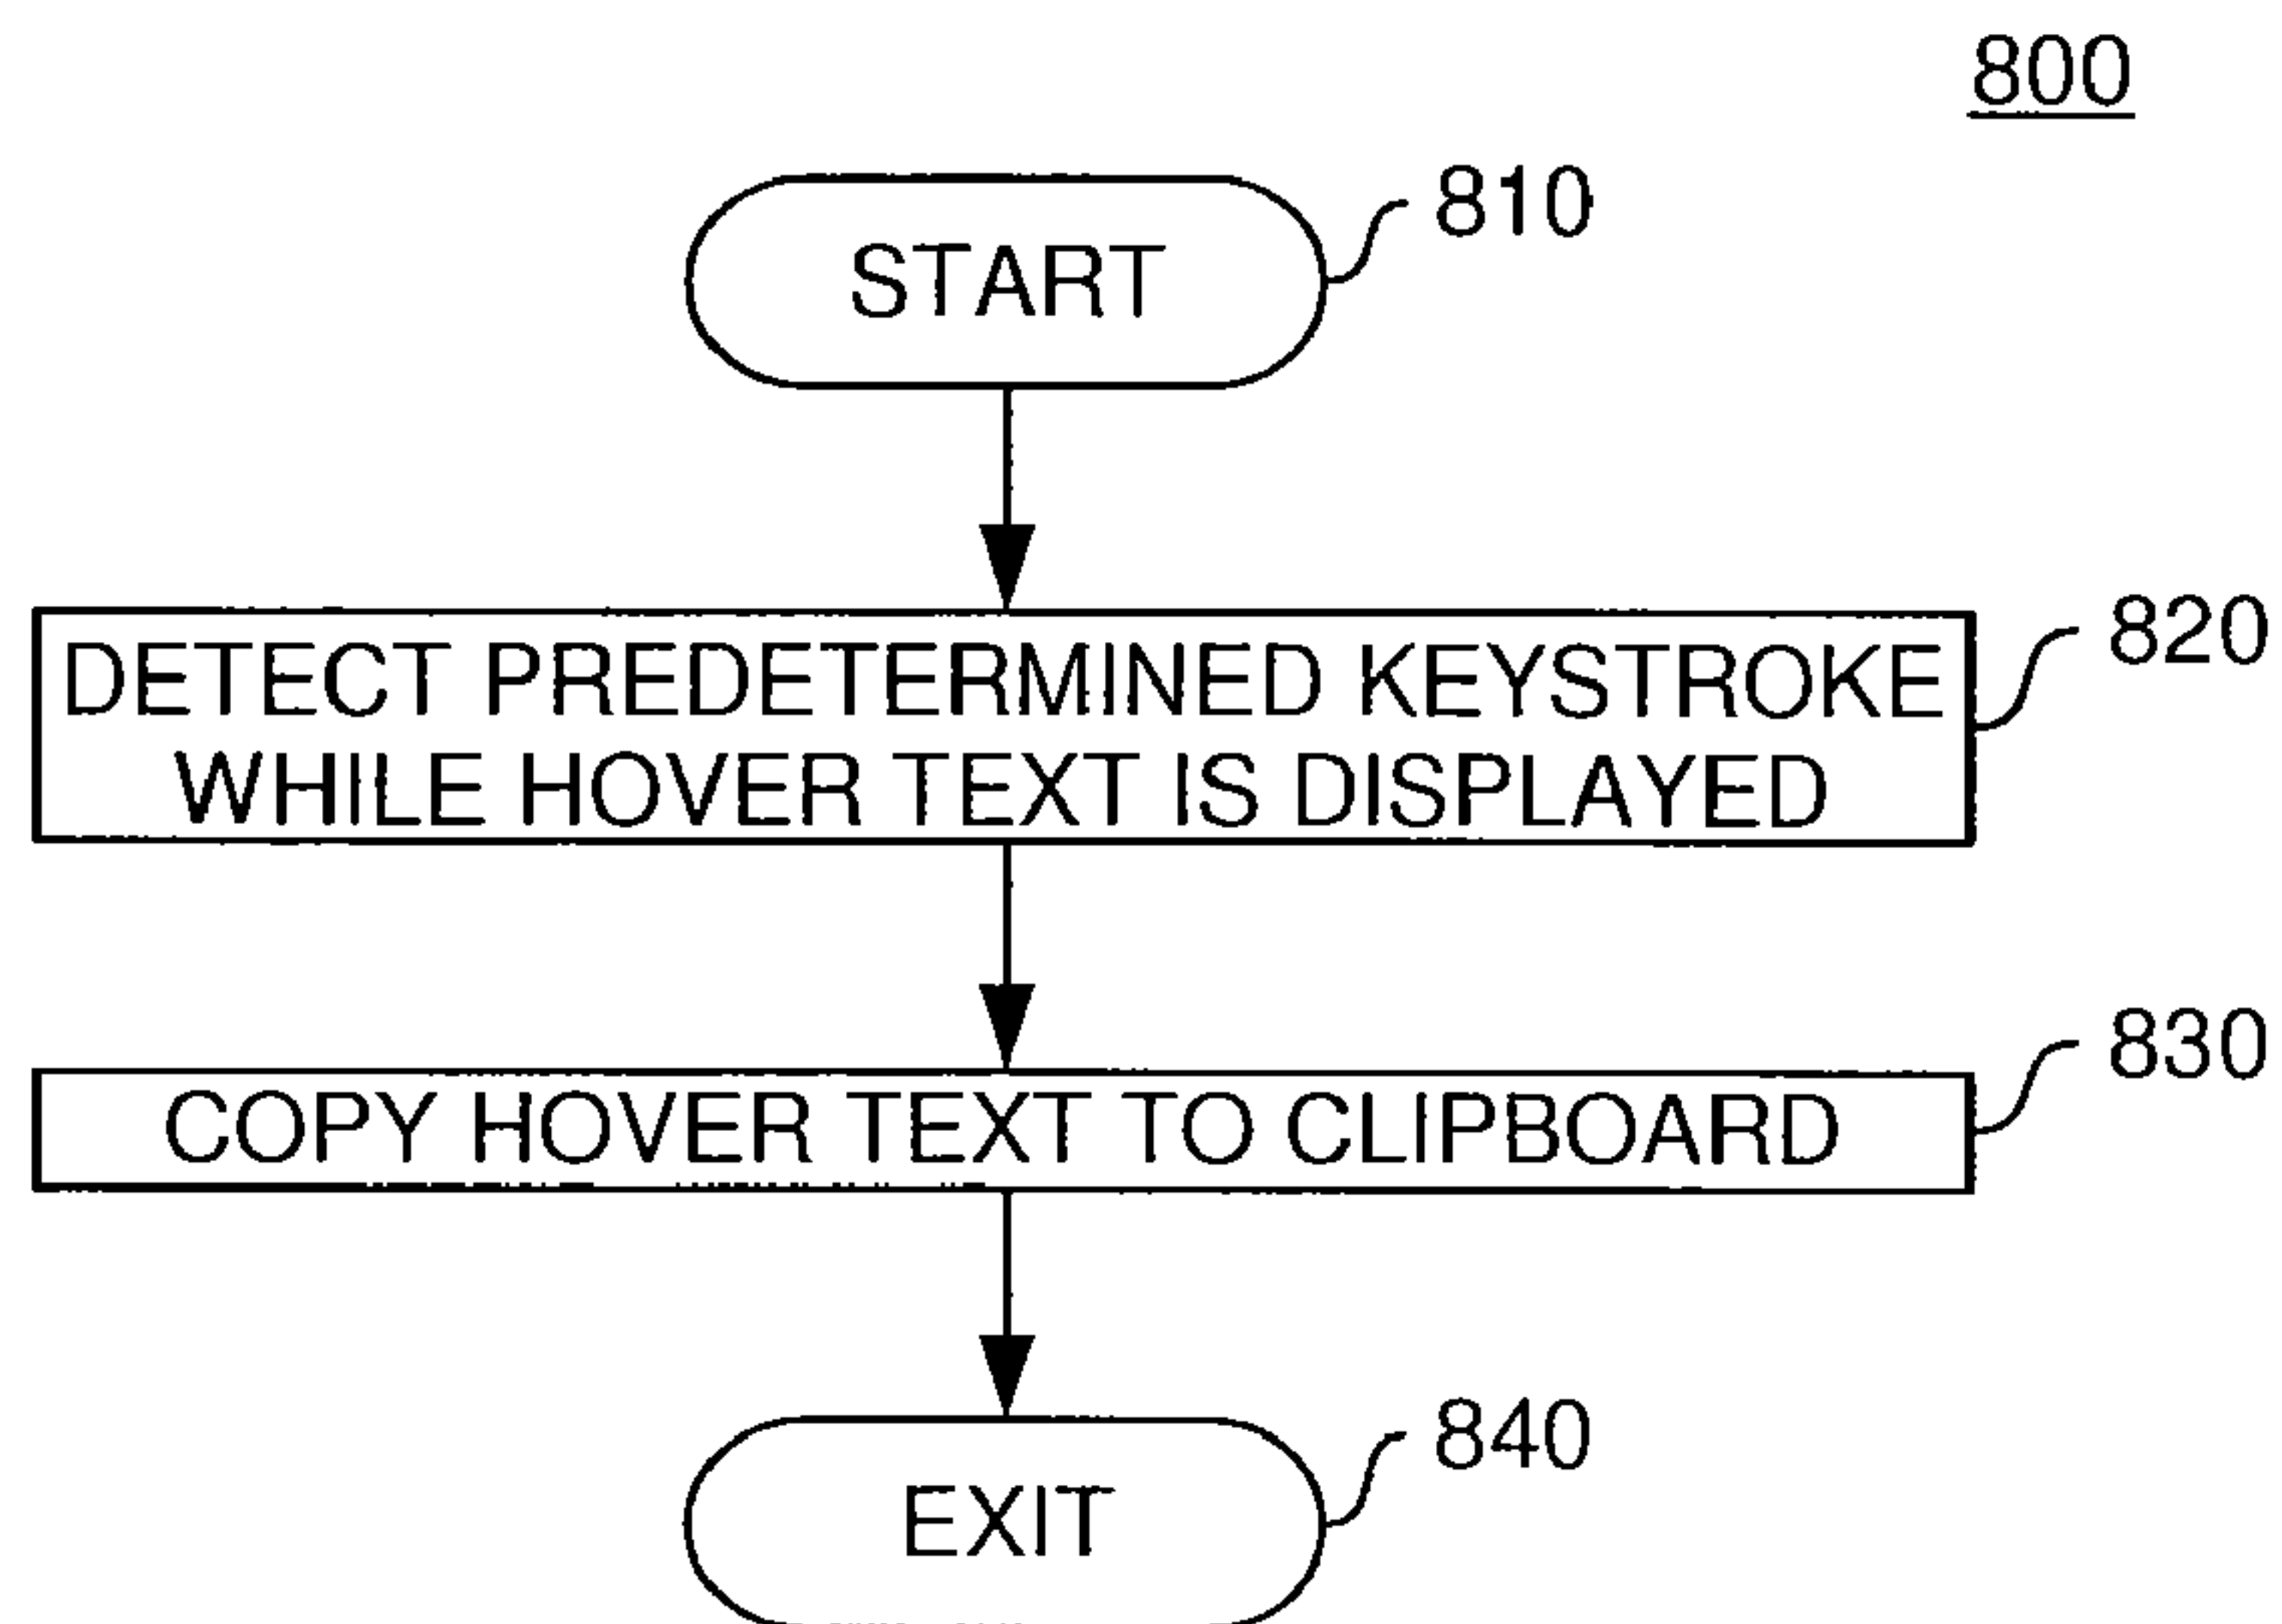 800
810
START
820
DETECT PREDETERMINED KEYSTROKE
WHILE HOVER TEXT IS DISPLAYED
830
COPY HOVER TEXT TO CLIPBOARD
840
EXIT